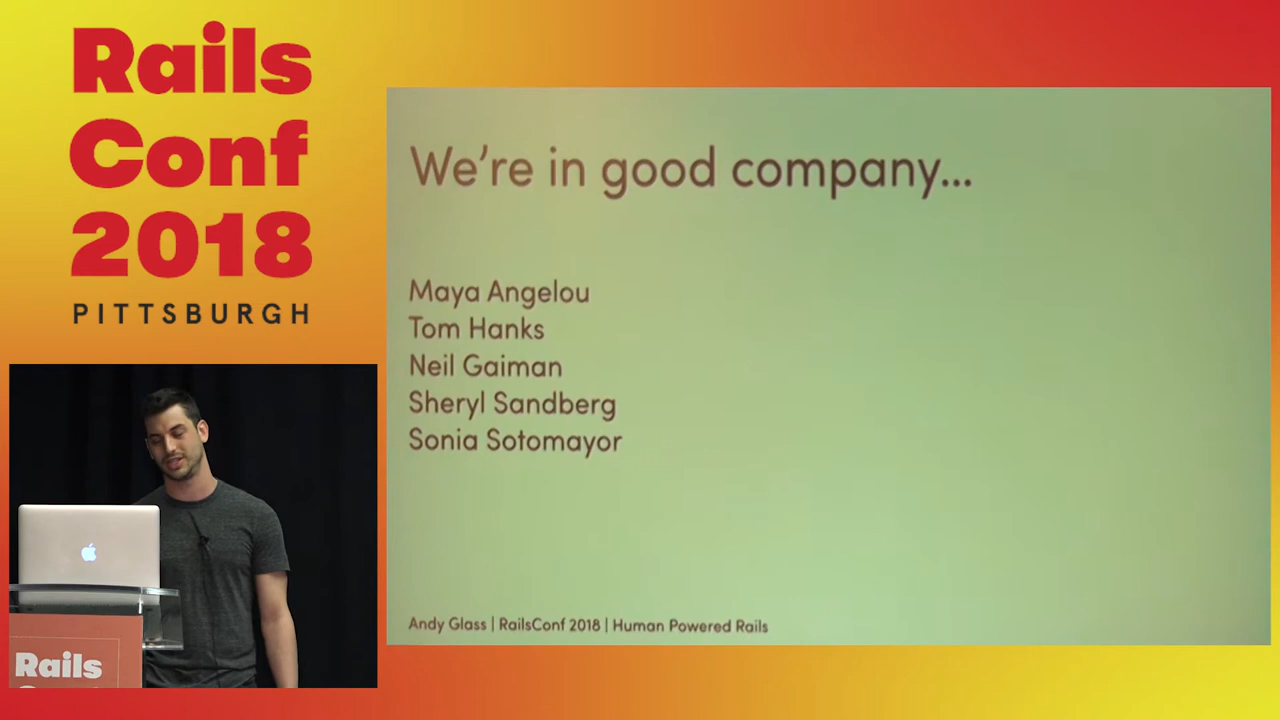 Rails
Conf
2018
PITTSBURGH
We're in good company...
Maya Angelou
Tom Hanks
Neil Gaiman
Sheryl Sandberg
Sonia Sotomayor
Andy Glass | RailsConf 2018 | Human Powered Rails
Rails